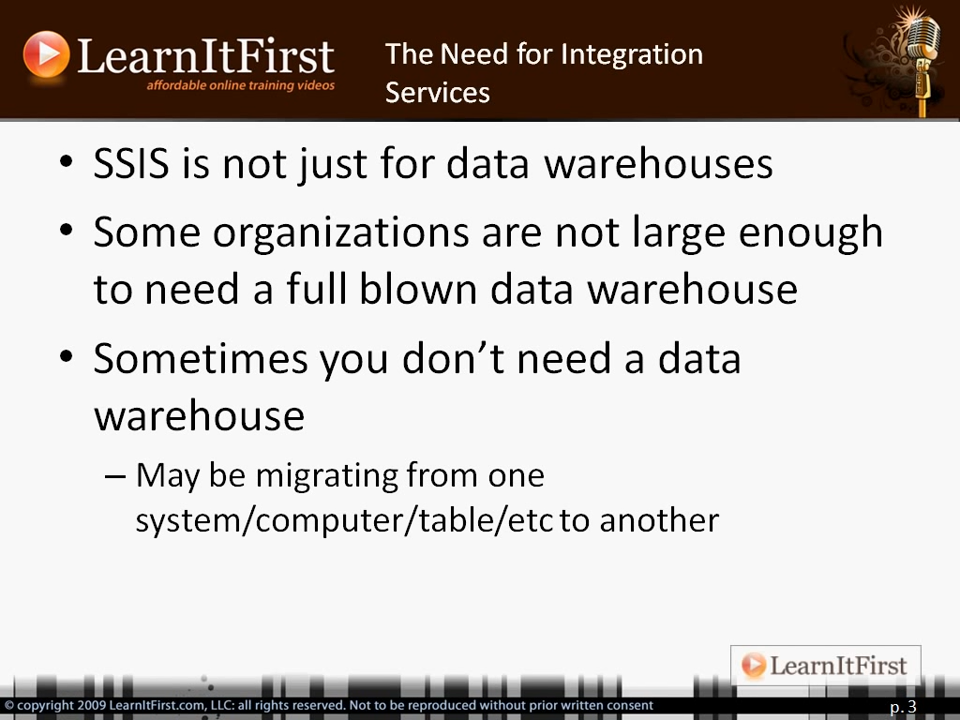 LearnItFirst
affordable online training videos
The Need for Integration
Services
• SSIS is not just for data warehouses
• Some organizations are not large enough
to need a full blown data warehouse
• Sometimes you don’t need a data
warehouse
– May be migrating from one
system/computer/table/etc to another
LearnItFirst
© copyright 2009 LearnItFirst.com, LLC: all rights reserved. Not to be reproduced without prior written consent
p. 3